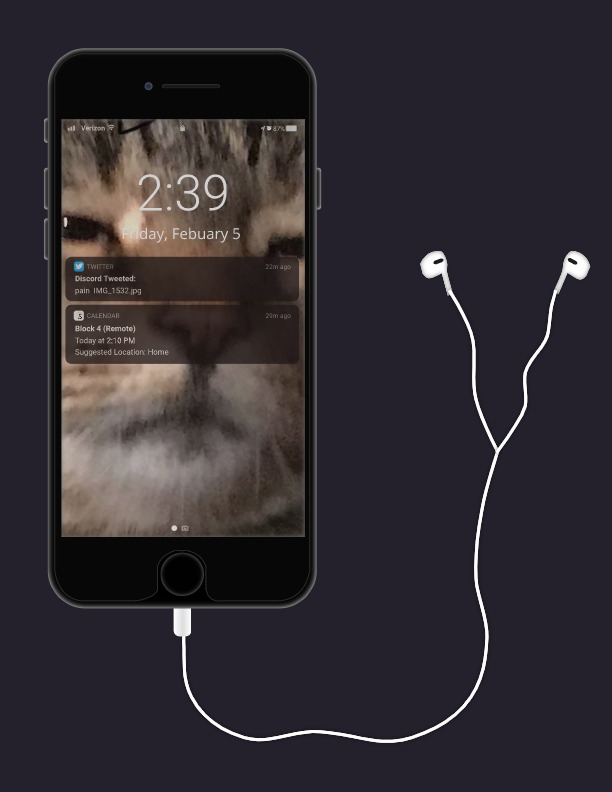 Verizon 87%
2:39
Friday, Febuary 5
TWITTER 22m ago
Discord Tweeted:
pain IMG_1532.jpg
CALENDAR 29m ago
Block 4 (Remote)
Today at 2:10 PM
Suggested Location: Home